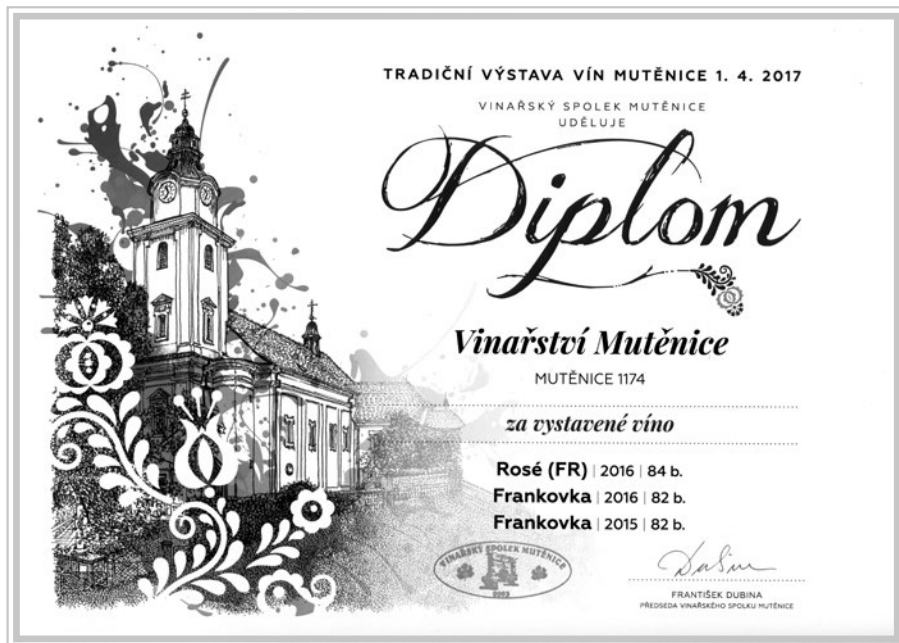 TRADIČNÍ VÝSTAVA VÍN MUTĚNICE 1. 4. 2017
VINAŘSKÝ SPOLEK MUTĚNICE
UDĚLUJE
Diplom
Vinařství Mutěnice
MUTĚNICE 1174
za vystavené víno
Rosé (FR) | 2016 | 84 b.
Frankovka | 2016 | 82 b.
Frankovka | 2015 | 82 b.
VINAŘSKÝ SPOLEK MUTĚNICE
FRANTIŠEK DUBINA
PŘEDSEDA VINAŘSKÉHO SPOLKU MUTĚNICE